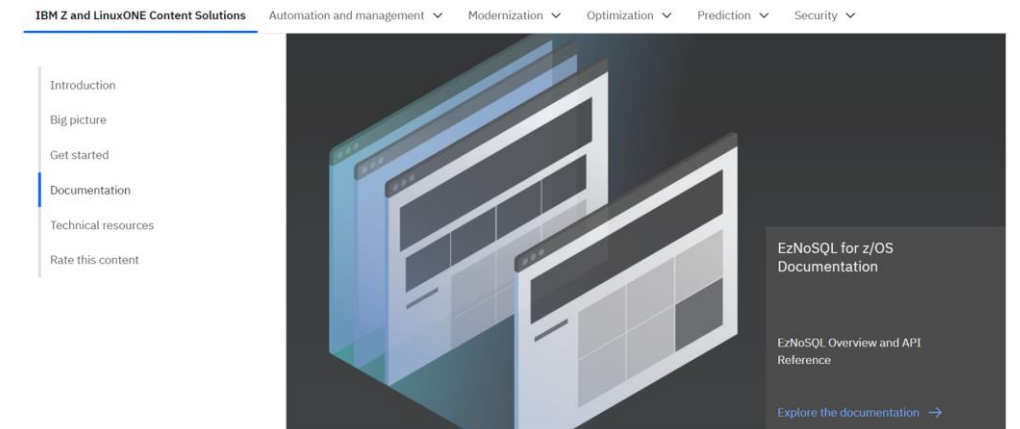 IBM Z and LinuxONE Content Solutions Automation and management Modernization Optimization Prediction Security
Introduction
Big picture
Get started
Documentation
Technical resources
Rate this content
EzNoSQL for z/OS
Documentation
EzNoSQL Overview and API
Reference
Explore the documentation →